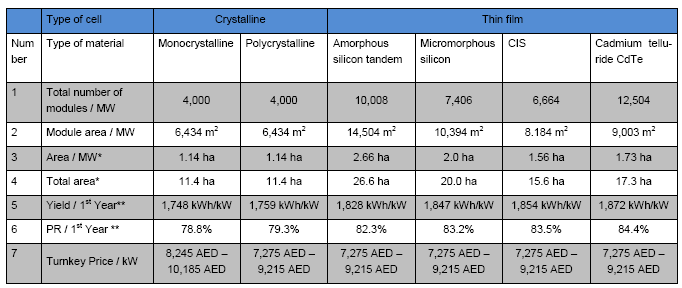 Type of cell Crystalline Thin film
Num Type of material Monocrystalline Polycrystalline Amorphous Micromorphous CIS Cadmium tellu-
ber silicon tandem silicon ride CdTe
1 Total number of modules / MW 4,000 4,000 10,008 7,406 6,664 12,504
2 Module area / MW 6,434 m² 6,434 m² 14,504 m² 10,394 m² 8.184 m² 9,003 m²
3 Area / MW* 1.14 ha 1.14 ha 2.66 ha 2.0 ha 1.56 ha 1.73 ha
4 Total area* 11.4 ha 11.4 ha 26.6 ha 20.0 ha 15.6 ha 17.3 ha
5 Yield / 1st Year** 1,748 kWh/kW 1,759 kWh/kW 1,828 kWh/kW 1,847 kWh/kW 1,854 kWh/kW 1,872 kWh/kW
6 PR / 1st Year ** 78.8% 79.3% 82.3% 83.2% 83.5% 84.4%
7 Turnkey Price / kW 8,245 AED – 7,275 AED – 7,275 AED – 7,275 AED – 7,275 AED – 7,275 AED –
10,185 AED 9,215 AED 9,215 AED 9,215 AED 9,215 AED 9,215 AED